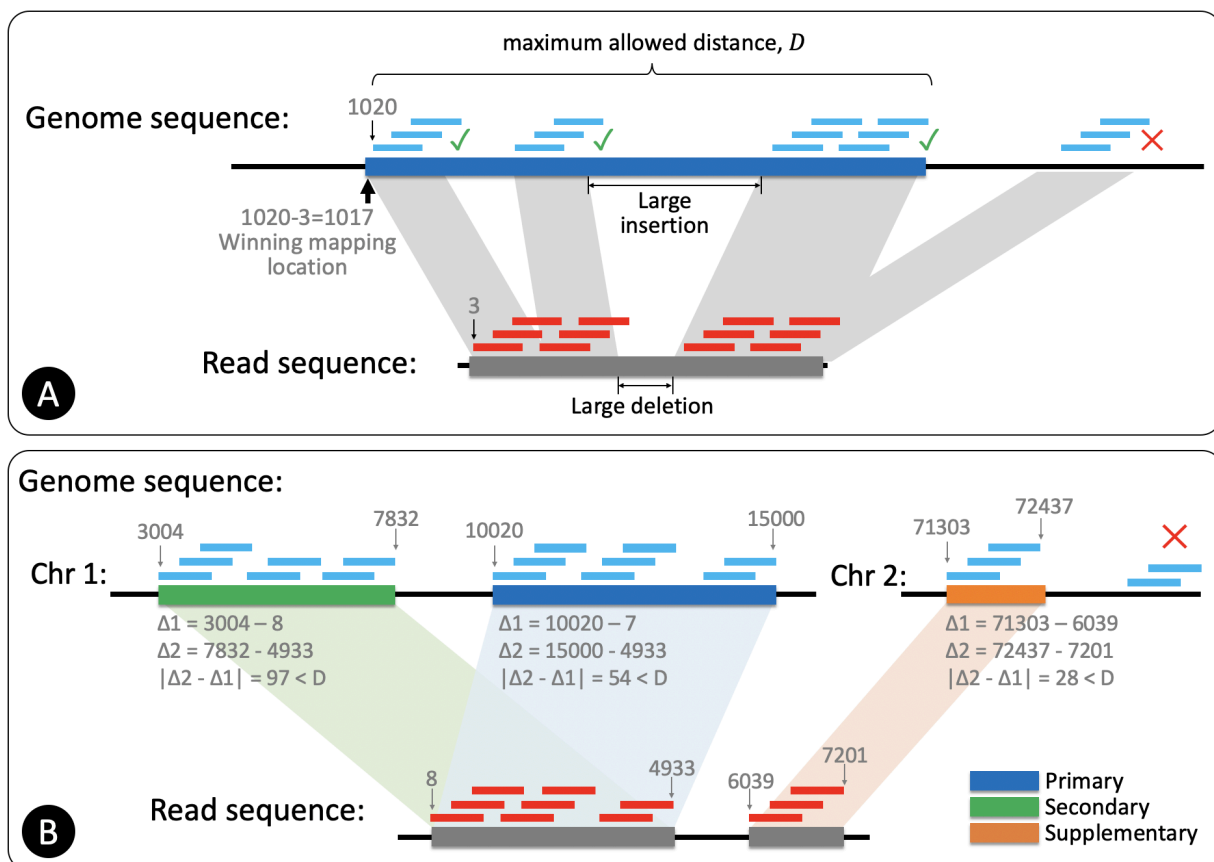 maximum allowed distance, D
Genome sequence:
1020
1020-3=1017
Winning mapping
location
Large
insertion
3
Read sequence:
Large deletion
A
Genome sequence:
3004
7832
10020
15000
71303
72437
Chr 1:
Chr 2:
Δ1 = 3004 – 8
Δ2 = 7832 - 4933
|Δ2 - Δ1| = 97 < D
Δ1 = 10020 – 7
Δ2 = 15000 - 4933
|Δ2 - Δ1| = 54 < D
Δ1 = 71303 – 6039
Δ2 = 72437 - 7201
|Δ2 - Δ1| = 28 < D
8
4933
6039
7201
Read sequence:
Primary
Secondary
Supplementary
B